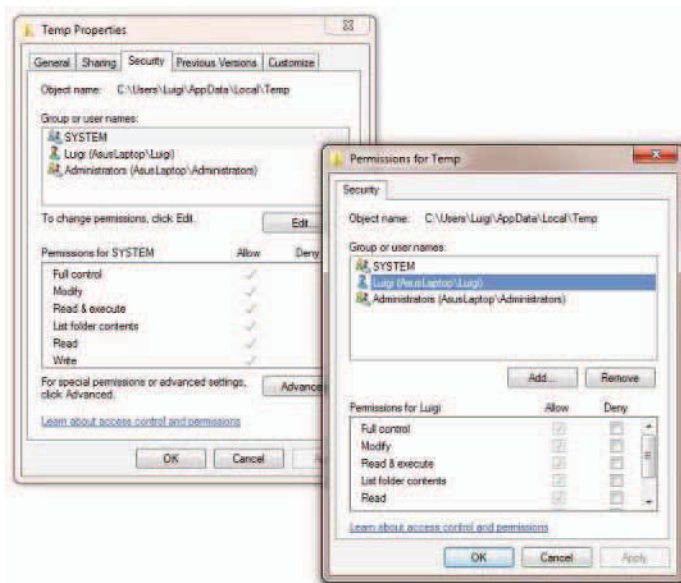 Temp Properties
General Sharing Security Previous Versions Customize
Object name: C:\Users\Luigi\AppData\Local\Temp
Group or user names:
SYSTEM
Luigi (AsusLaptop\Luigi)
Administrators (AsusLaptop\Administrators)
To change permissions, click Edit.
Edit...
Permissions for SYSTEM Allow Deny
Full control
Modify
Read & execute
List folder contents
Read
Write
For special permissions or advanced settings,
click Advanced.
Advance
Learn about access control and permissions
OK Cancel
Permissions for Temp
Security
Object name: C:\Users\Luigi\AppData\Local\Temp
Group or user names:
SYSTEM
Luigi (AsusLaptop\Luigi)
Administrators (AsusLaptop\Administrators)
Add... Remove
Permissions for Luigi Allow Deny
Full control
Modify
Read & execute
List folder contents
Read
Learn about access control and permissions
OK Cancel Apply